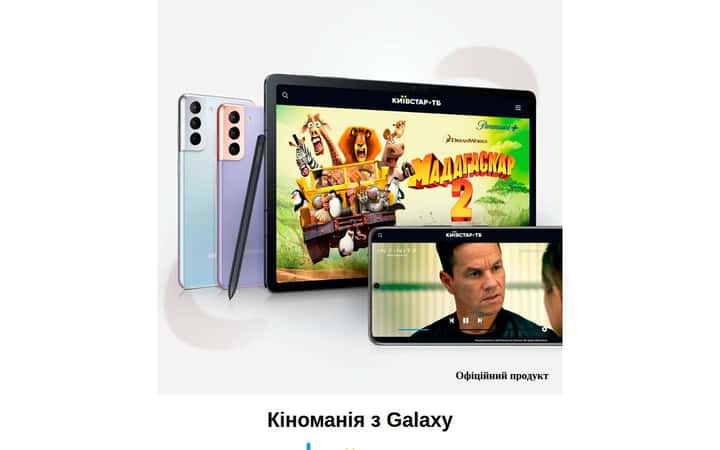 КИЇВСТАР ТБ
Paramount+
DREAMWORKS
МАДАГАСКАР
2
КИЇВСТАР ТБ
INFINITE
Офіційний продукт
Кіноманія з Galaxy